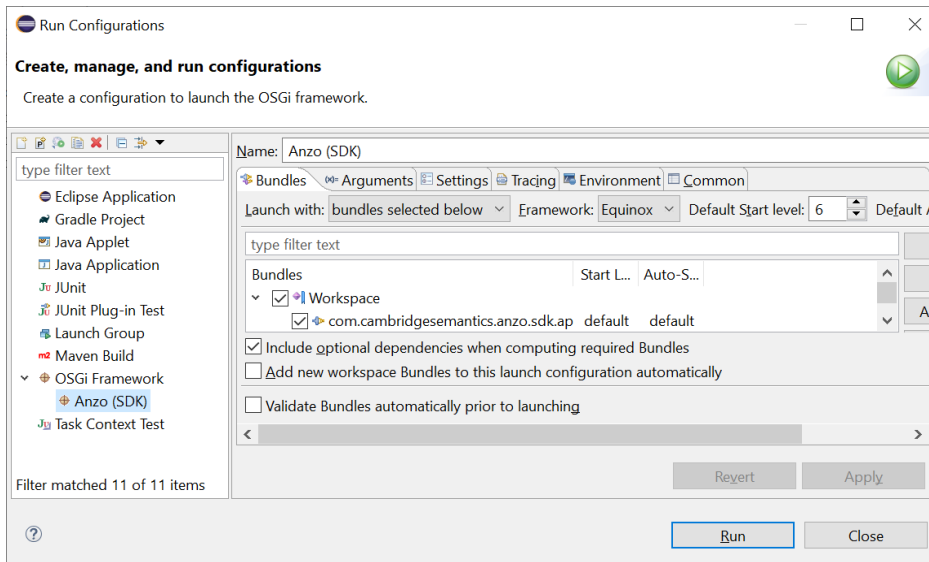 Run Configurations
Create, manage, and run configurations
Create a configuration to launch the OSGi framework.
type filter text
Eclipse Application
Gradle Project
Java Applet
Java Application
JUnit
JUnit Plug-in Test
Launch Group
Maven Build
OSGi Framework
Anzo (SDK)
Task Context Test
Filter matched 11 of 11 items
Name: Anzo (SDK)
Bundles Arguments Settings Tracing Environment Common
Launch with: bundles selected below Framework: Equinox Default Start level: 6 Default A
type filter text
Bundles Start L... Auto-S...
Workspace
com.cambridgesemantics.anzo.sdk.ap default default
A
Include optional dependencies when computing required Bundles
Add new workspace Bundles to this launch configuration automatically
Validate Bundles automatically prior to launching
Revert Apply
Run Close